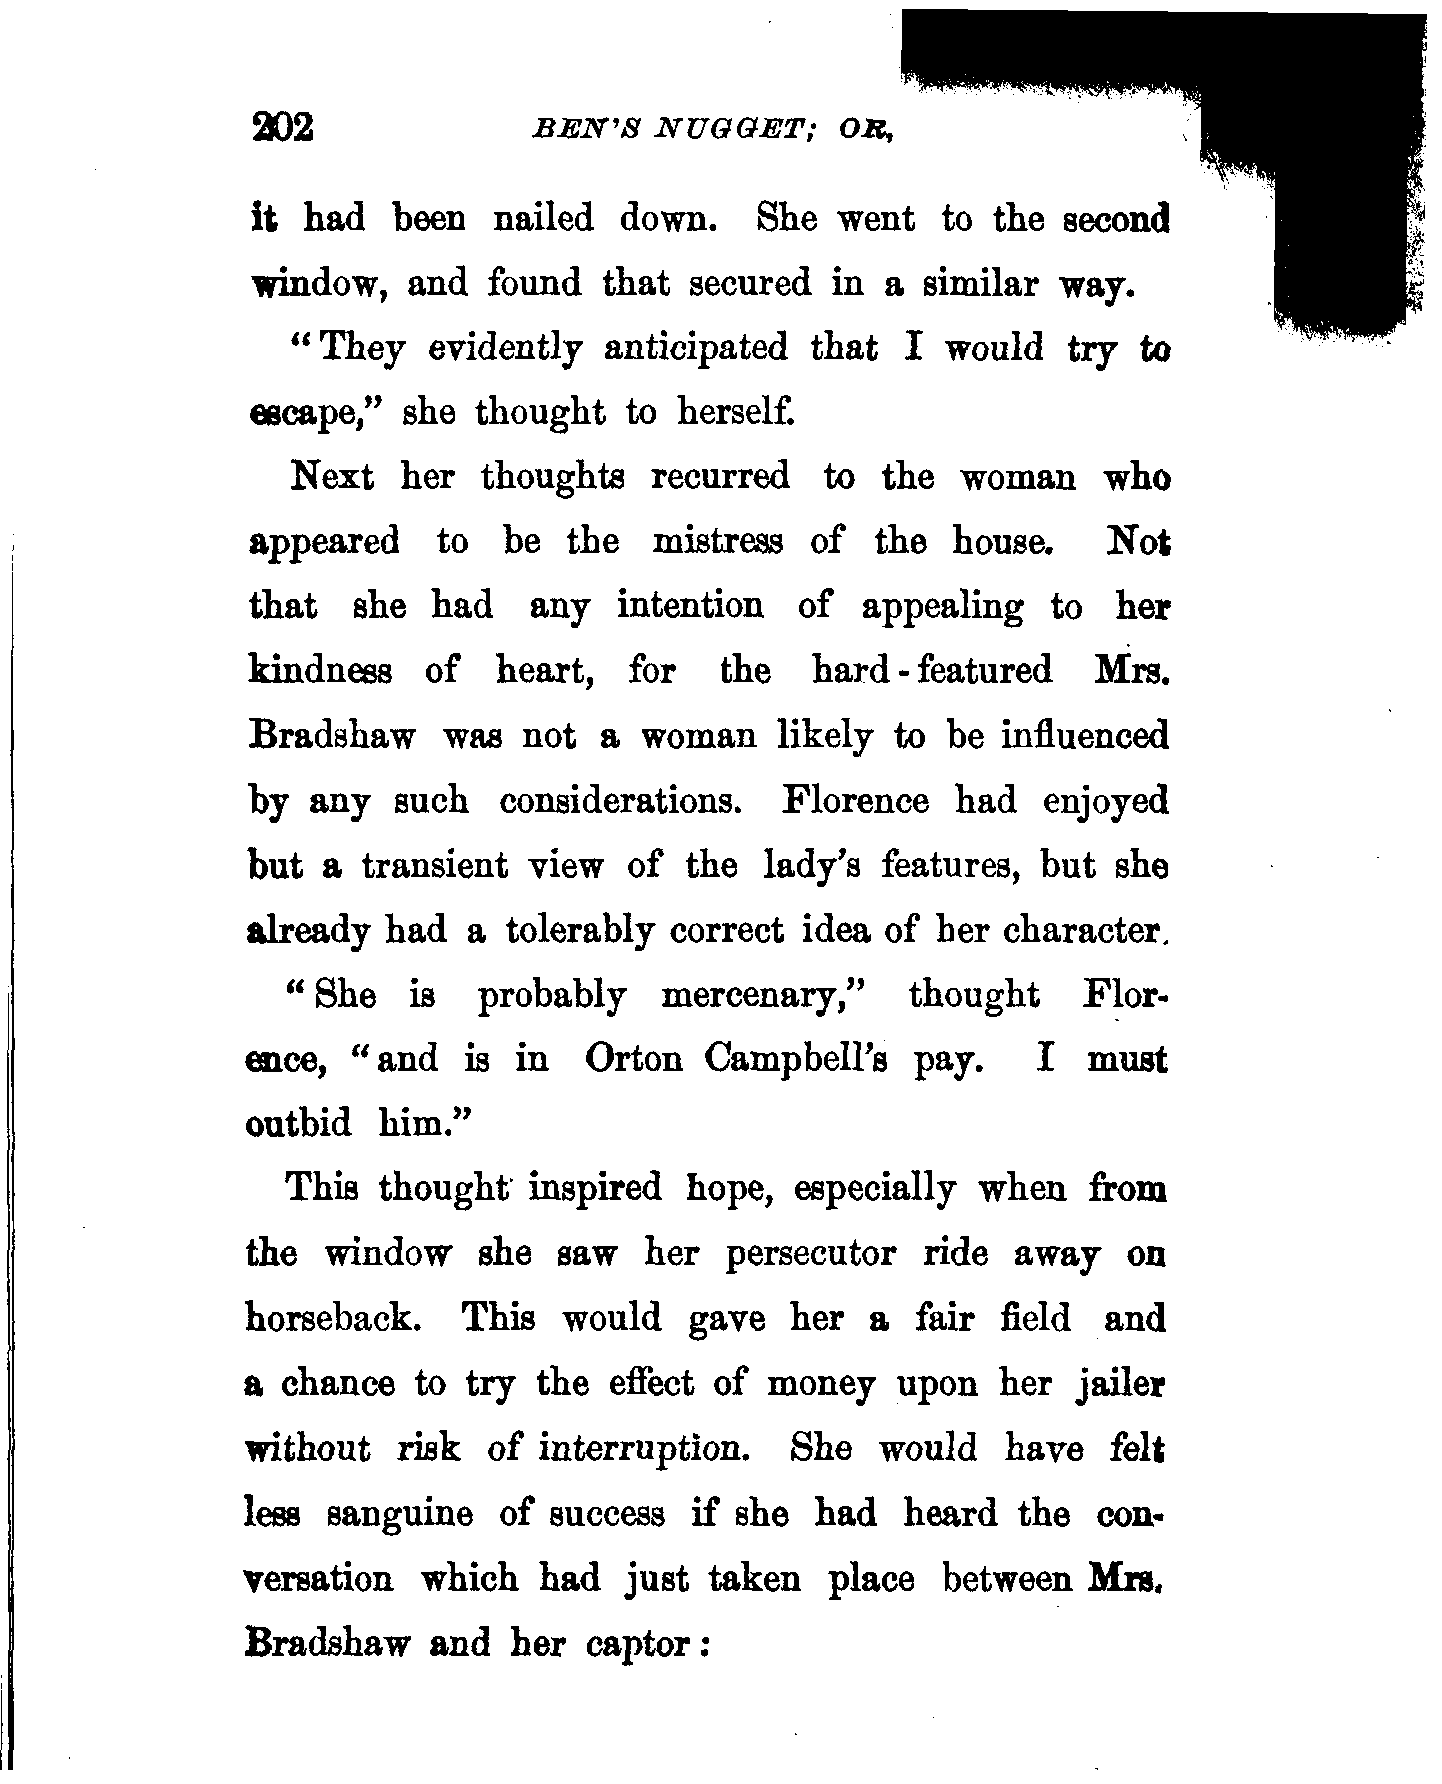 202 BEN'S NUGGET; OR,
it had been nailed down. She went to the second
window, and found that secured in a similar way.
"They evidently anticipated that I would try to
escape," she thought to herself.
Next her thoughts recurred to the woman who
appeared to be the mistress of the house. Not
that she had any intention of appealing to her
kindness of heart, for the hard-featured Mrs.
Bradshaw was not a woman likely to be influenced
by any such considerations. Florence had enjoyed
but a transient view of the lady's features, but she
already had a tolerably correct idea of her character.
"She is probably mercenary," thought Flor-
ence, "and is in Orton Campbell's pay. I must
outbid him."
This thought inspired hope, especially when from
the window she saw her persecutor ride away on
horseback. This would gave her a fair field and
a chance to try the effect of money upon her jailer
without risk of interruption. She would have felt
less sanguine of success if she had heard the con-
versation which had just taken place between Mrs.
Bradshaw and her captor: